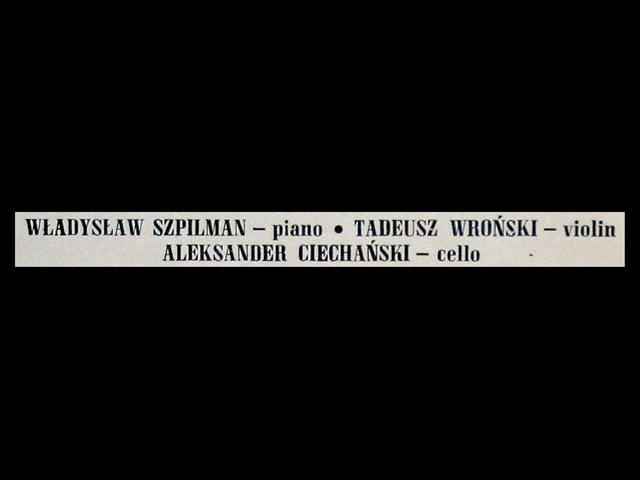 WŁADYSŁAW SZPILMAN – piano • TADEUSZ WROŃSKI – violin
ALEKSANDER CIECHAŃSKI – cello